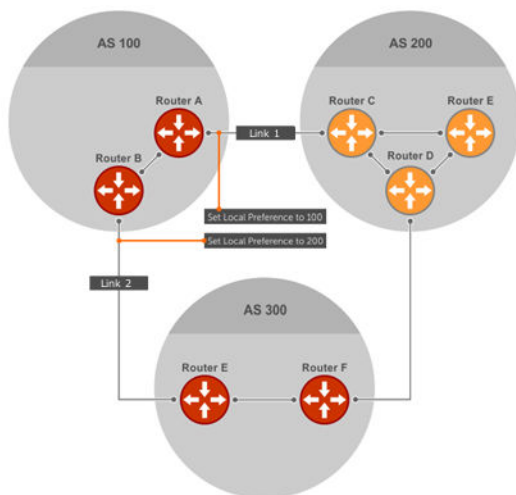 AS 100
AS 200
Router A
Router C
Router E
Link 1
Router B
Router D
Set Local Preference to 100
Set Local Preference to 200
Link 2
AS 300
Router E
Router F